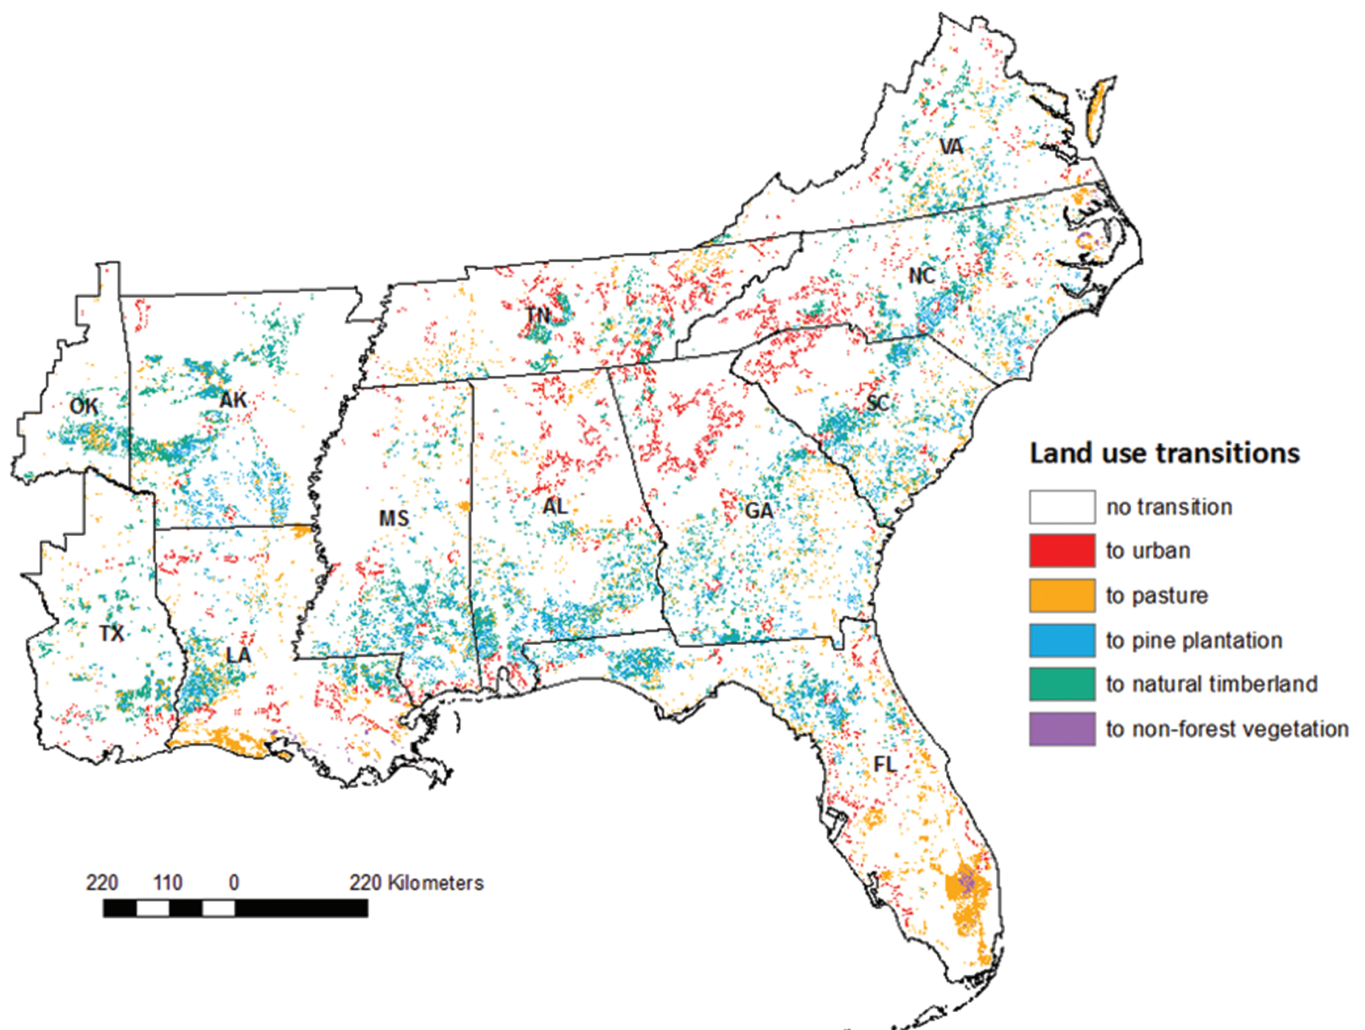 VA
NC
TN
OK
AK
SC
MS
AL
GA
TX
LA
FL
Land use transitions
no transition
to urban
to pasture
to pine plantation
to natural timberland
to non-forest vegetation
220 110 0 220 Kilometers